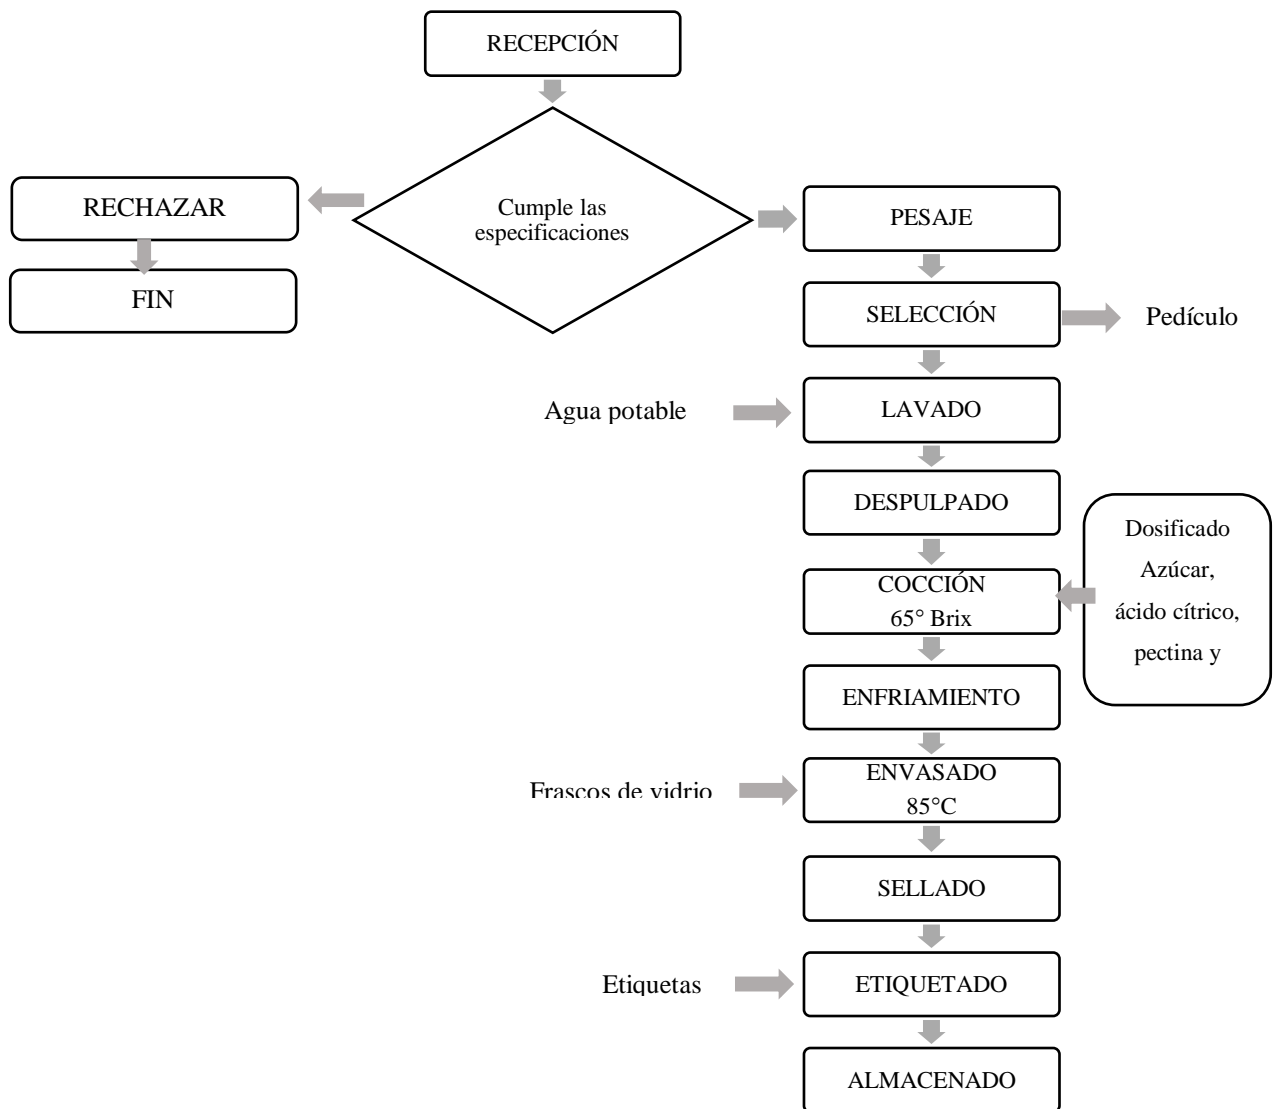 RECEPCIÓN
Cumple las
especificaciones
RECHAZAR
FIN
PESAJE
SELECCIÓN
Pedículo
Agua potable
LAVADO
DESPULPADO
Dosificado
Azúcar,
ácido cítrico,
pectina y
COCCIÓN
65° Brix
ENFRIAMIENTO
Frascos de vidrio
ENVASADO
85°C
SELLADO
Etiquetas
ETIQUETADO
ALMACENADO